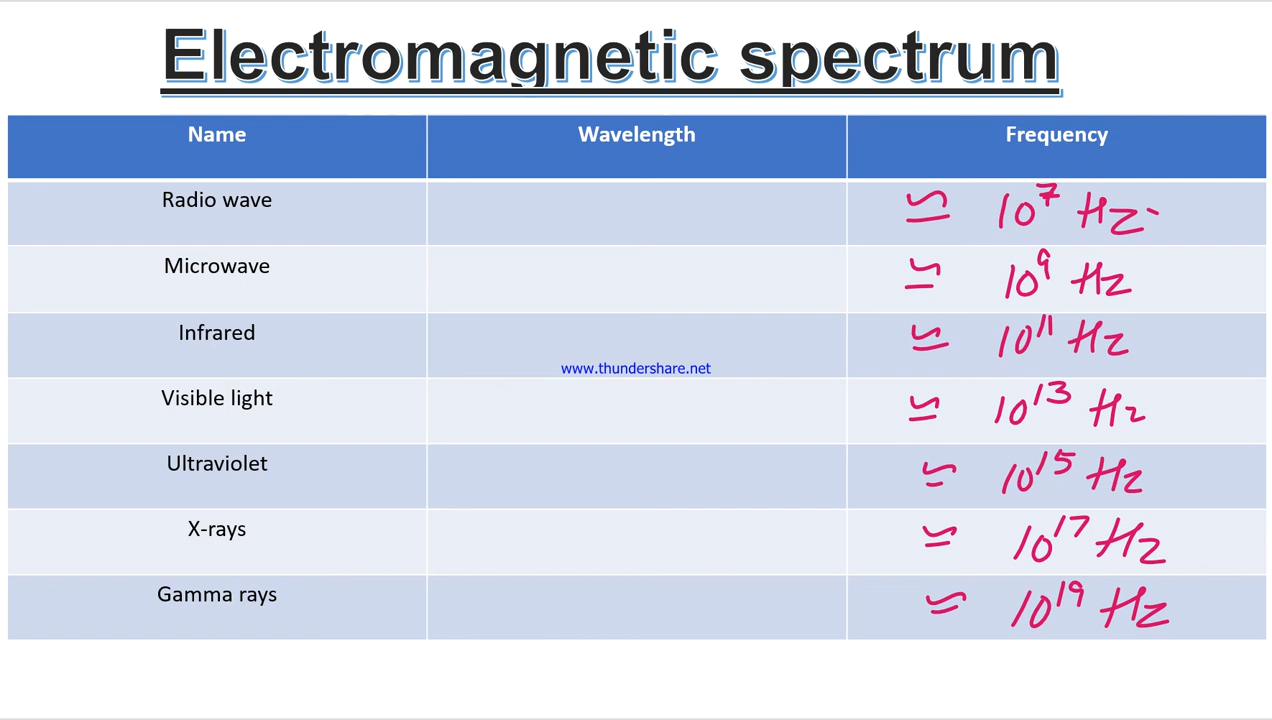 Electromagnetic spectrum
Name Wavelength Frequency
Radio wave ≌ 10⁷ Hz
Microwave ≌ 10⁹ Hz
Infrared ≌ 10¹¹ Hz
www.thundershare.net
Visible light ≌ 10¹³ Hz
Ultraviolet ≌ 10¹⁵ Hz
X-rays ≌ 10¹⁷ Hz
Gamma rays ≌ 10¹⁹ Hz